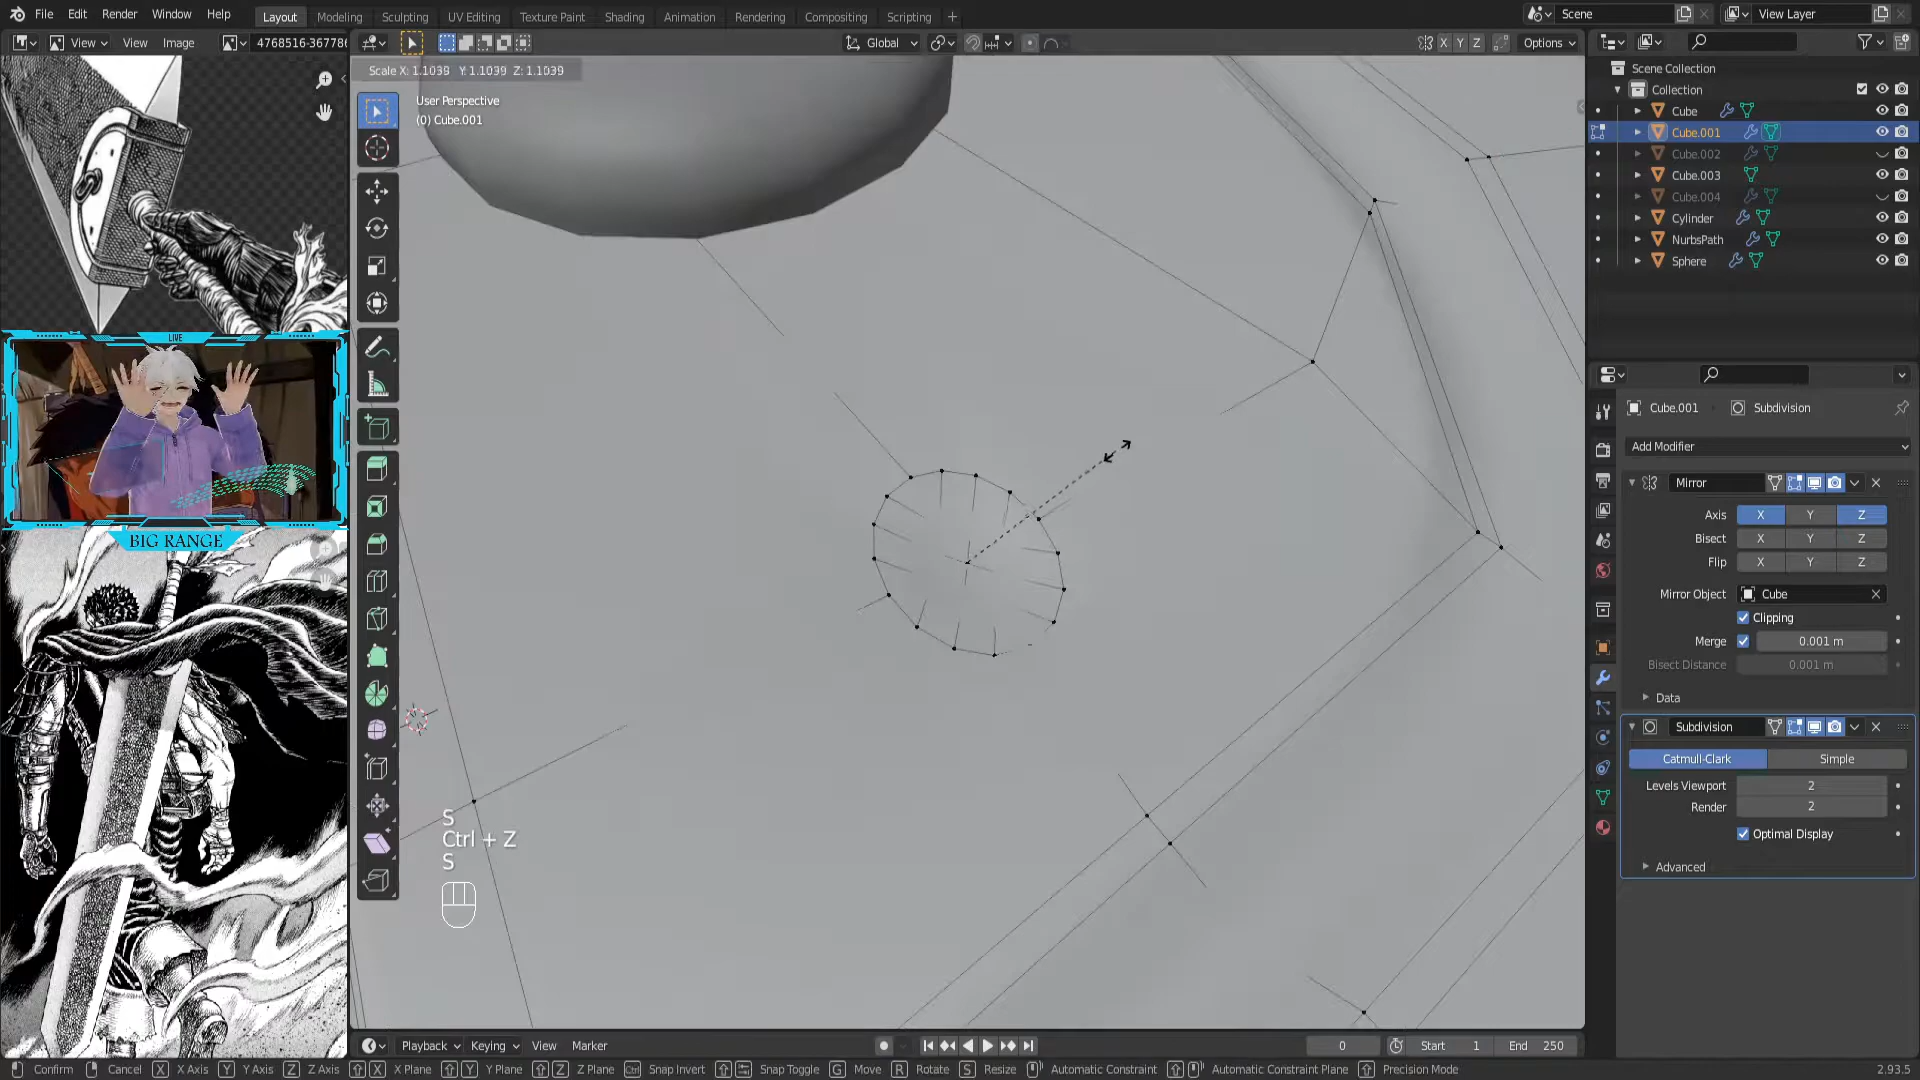 File Edit Render Window Help
Layout Modeling Sculpting UV Editing Texture Paint Shading Animation Rendering Compositing Scripting +
Scene
View Layer
View View Image 4768516-367786
Global
X Y Z
Options
Scale X: 1.1039 Y: 1.1039 Z: 1.1039
User Perspective
(0) Cube.001
Scene Collection
Collection
Cube
Cube.001
Cube.002
Cube.003
Cube.004
Cylinder
NurbsPath
Sphere
LIVE
BIG RANGE
Cube.001
Subdivision
Add Modifier
Mirror
Axis X Y Z
Bisect X Y Z
Flip X Y Z
Mirror Object Cube
Clipping
Merge 0.001 m
Bisect Distance 0.001 m
Data
Subdivision
Catmull-Clark Simple
Levels Viewport 2
Render 2
Optimal Display
Advanced
S
Ctrl + Z
S
Playback Keying View Marker
0
Start 1
End 250
Confirm Cancel X X Axis Y Y Axis Z Z Axis X X Plane Y Y Plane Z Z Plane Ctrl Snap Invert Snap Toggle G Move R Rotate S Resize Automatic Constraint Automatic Constraint Plane Precision Mode
2.93.5